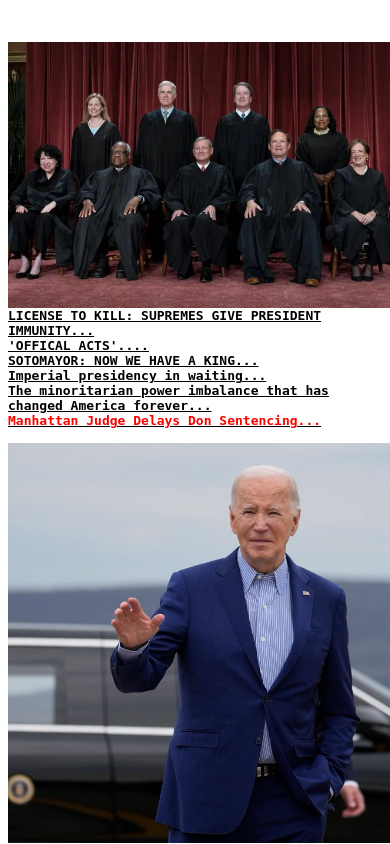 LICENSE TO KILL: SUPREMES GIVE PRESIDENT
IMMUNITY...
'OFFICAL ACTS'....
SOTOMAYOR: NOW WE HAVE A KING...
Imperial presidency in waiting...
The minoritarian power imbalance that has
changed America forever...
Manhattan Judge Delays Don Sentencing...